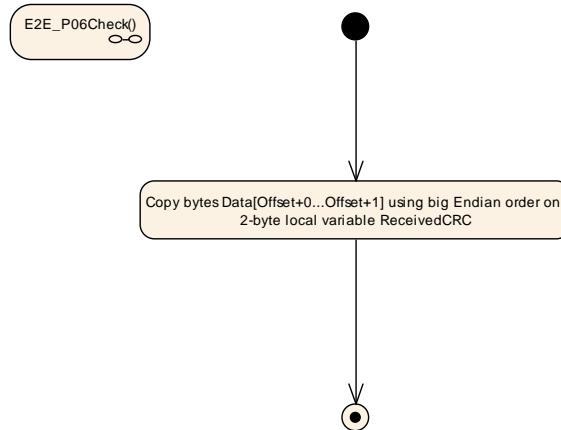 E2E_P06Check()
Copy bytes Data[Offset+0...Offset+1] using big Endian order on
2-byte local variable ReceivedCRC